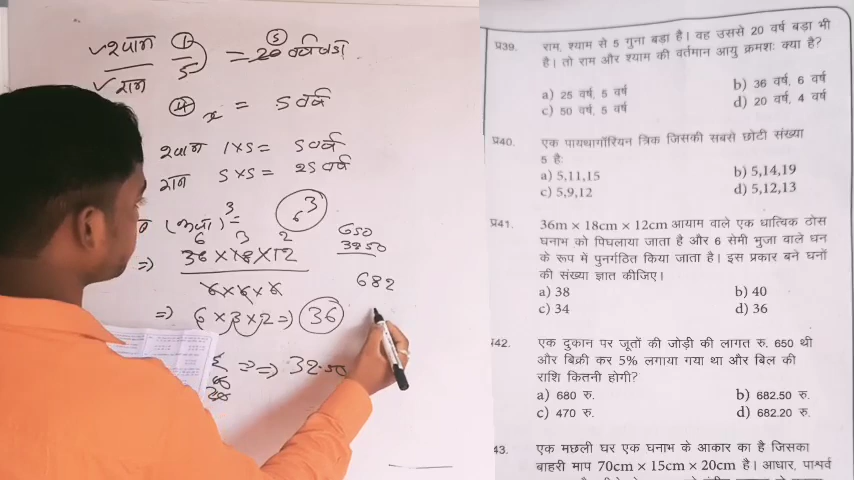 श्याम 1
राम 5 = 20 वर्ष बड़ा 5
4 x = 5 वर्ष
श्याम 1 x 5 = 5 वर्ष
राम 5 x 5 = 25 वर्ष
(भुजा)³ = 6³
6 3 2
=) 36 x 18 x 12
6 x 6 x 6
=) 6 x 3 x 2 =) 36
650
32.50
682
=) =) 32.50
प्र39. राम, श्याम से 5 गुना बड़ा है। वह उससे 20 वर्ष बड़ा भी
है। तो राम और श्याम की वर्तमान आयु क्रमशः क्या है?
a) 25 वर्ष, 5 वर्ष b) 36 वर्ष, 6 वर्ष
c) 50 वर्ष, 5 वर्ष d) 20 वर्ष, 4 वर्ष
प्र40. एक पायथागॉरियन त्रिक जिसकी सबसे छोटी संख्या
5 है:
a) 5,11,15 b) 5,14,19
c) 5,9,12 d) 5,12,13
प्र41. 36m × 18cm × 12cm आयाम वाले एक धात्विक ठोस
घनाभ को पिघलाया जाता है और 6 सेमी भुजा वाले घन
के रूप में पुनर्गठित किया जाता है। इस प्रकार बने घनों
की संख्या ज्ञात कीजिए।
a) 38 b) 40
c) 34 d) 36
42. एक दुकान पर जूतों की जोड़ी की लागत रु. 650 थी
और बिक्री कर 5% लगाया गया था और बिल की
राशि कितनी होगी?
a) 680 रु. b) 682.50 रु.
c) 470 रु. d) 682.20 रु.
43. एक मछली घर एक घनाभ के आकार का है जिसका
बाहरी माप 70cm × 15cm × 20cm है। आधार, पार्श्व